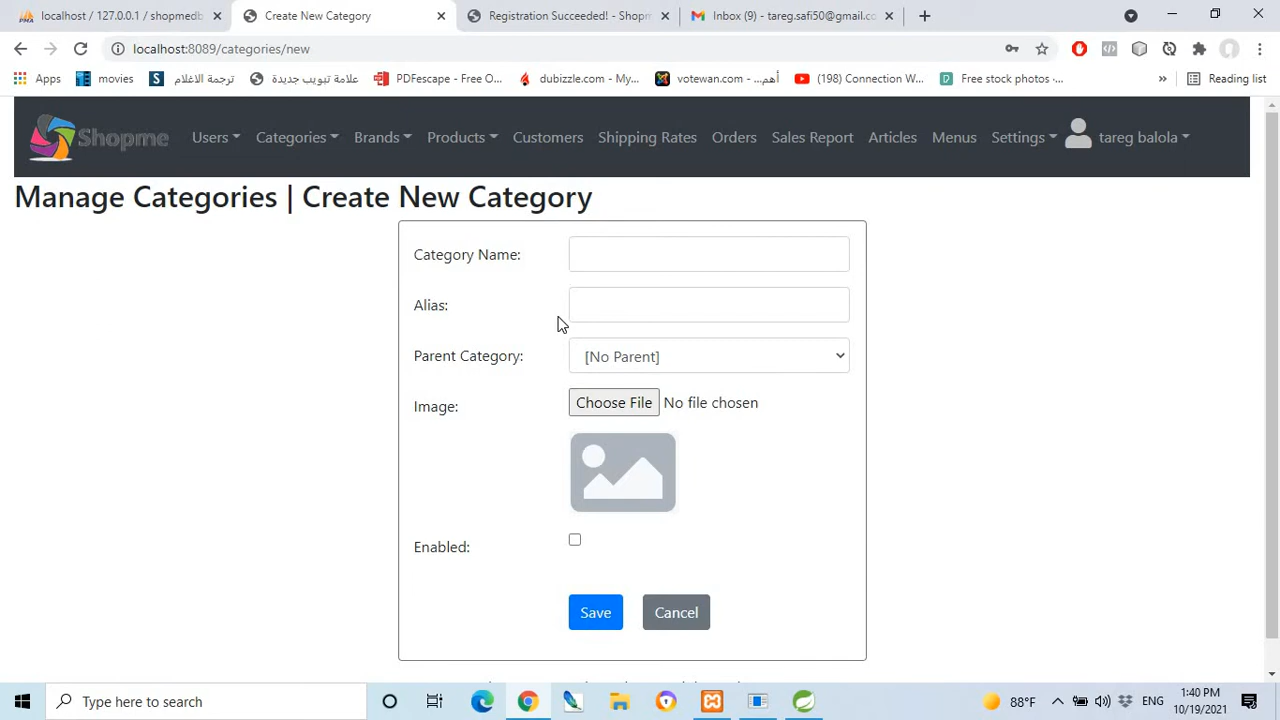 localhost / 127.0.0.1 / shopmedb
Create New Category
Registration Succeeded! - Shopm
Inbox (9) - tareg.safi50@gmail.co
localhost:8089/categories/new
Apps
movies
ترجمة الاغلام
علامة تبويب جديدة
PDFescape - Free O...
dubizzle.com - My...
votewan.com - أهم...
(198) Connection W...
Free stock photos ·...
»
Reading list
Shopme
Users
Categories
Brands
Products
Customers
Shipping Rates
Orders
Sales Report
Articles
Menus
Settings
tareg balola
Manage Categories | Create New Category
Category Name:
Alias:
Parent Category:
[No Parent]
Image:
Choose File No file chosen
Enabled:
Save
Cancel
Type here to search
88°F
ENG
1:40 PM
10/19/2021